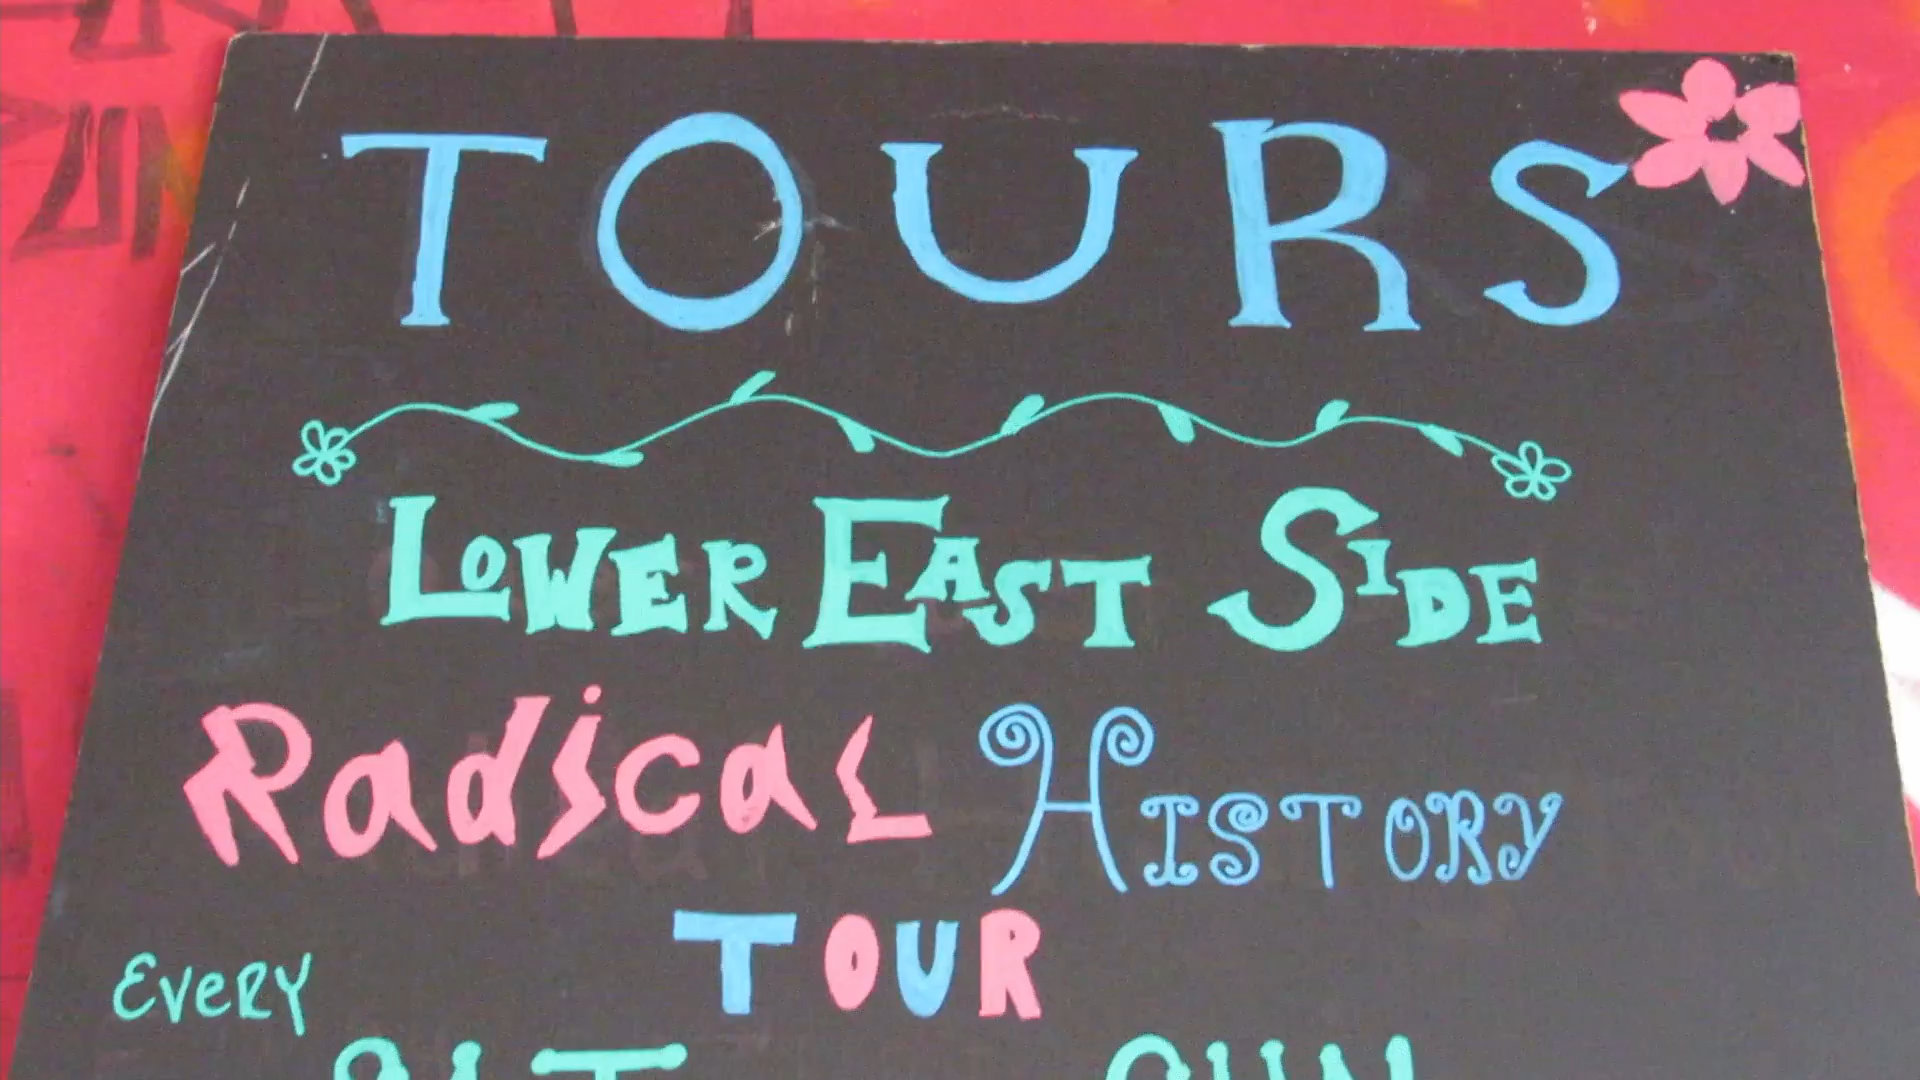 TOURS
LOWER EAST SIDE
RadicaL HISTORY
TOUR
EVeRY